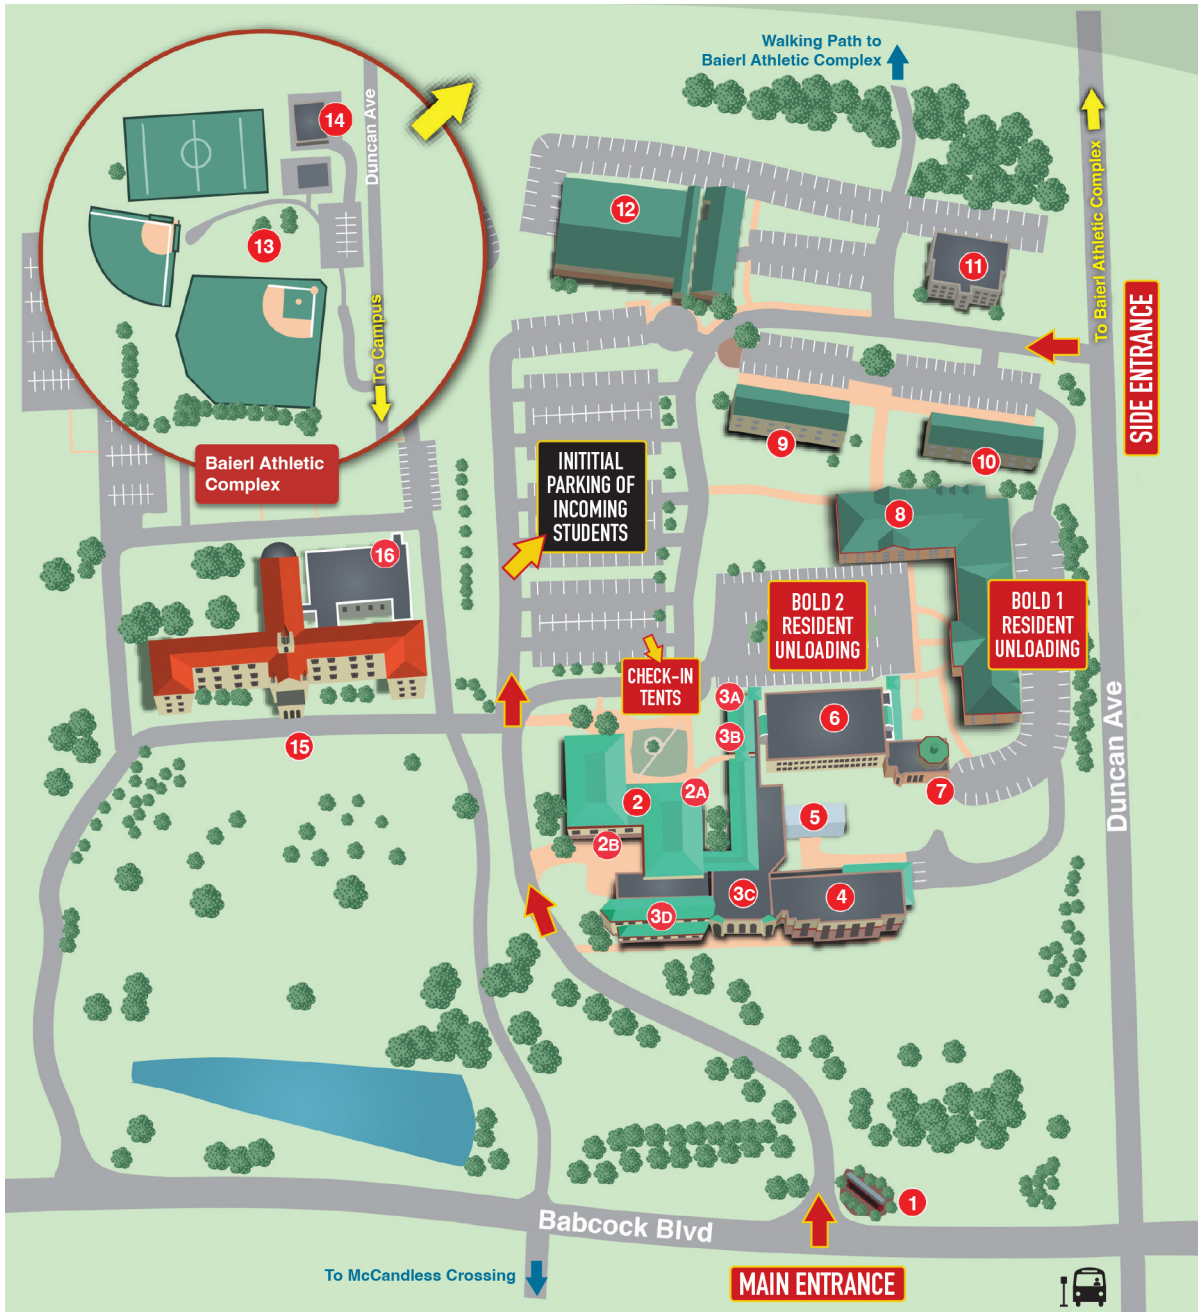 Walking Path to
Baierl Athletic Complex
14
Duncan Ave
13
To Campus
Baierl Athletic
Complex
12
11
To Baierl Athletic Complex
SIDE ENTRANCE
9
10
INITITIAL
PARKING OF
INCOMING
STUDENTS
8
16
BOLD 2
RESIDENT
UNLOADING
BOLD 1
RESIDENT
UNLOADING
CHECK-IN
TENTS
3A
3B
6
15
7
2
2A
5
2B
3C
4
3D
Duncan Ave
1
Babcock Blvd
To McCandless Crossing
MAIN ENTRANCE